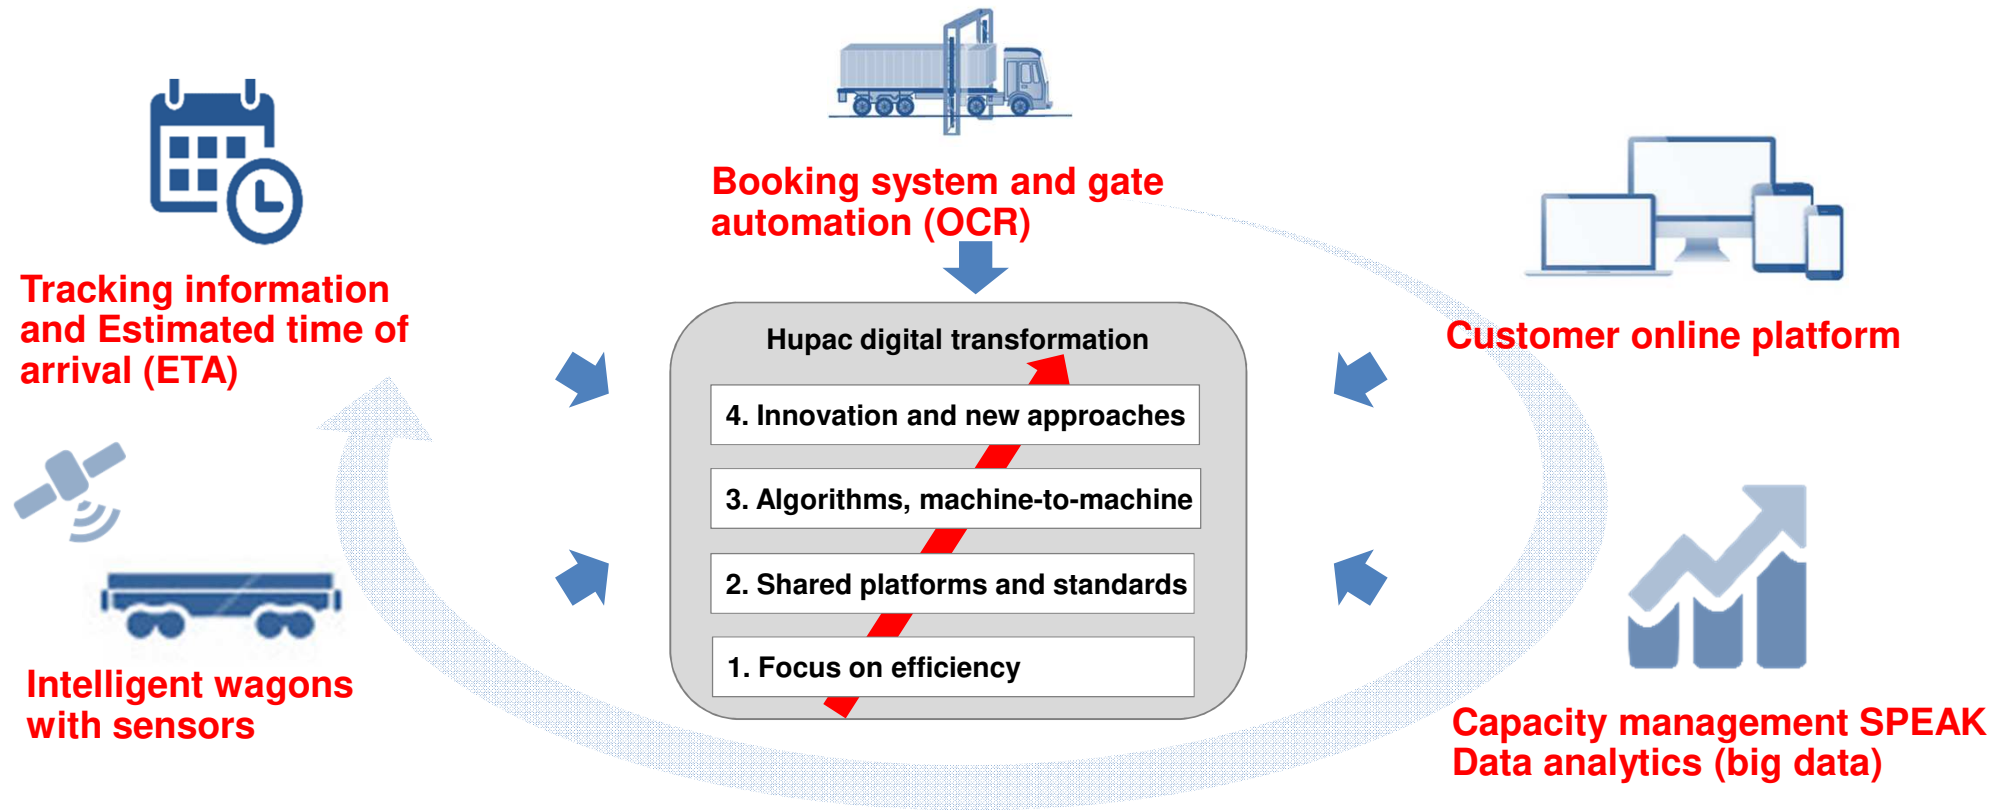 Booking system and gate
automation (OCR)
Tracking information
and Estimated time of
arrival (ETA)
Customer online platform
Hupac digital transformation
4. Innovation and new approaches
3. Algorithms, machine-to-machine
2. Shared platforms and standards
1. Focus on efficiency
Intelligent wagons
with sensors
Capacity management SPEAK
Data analytics (big data)